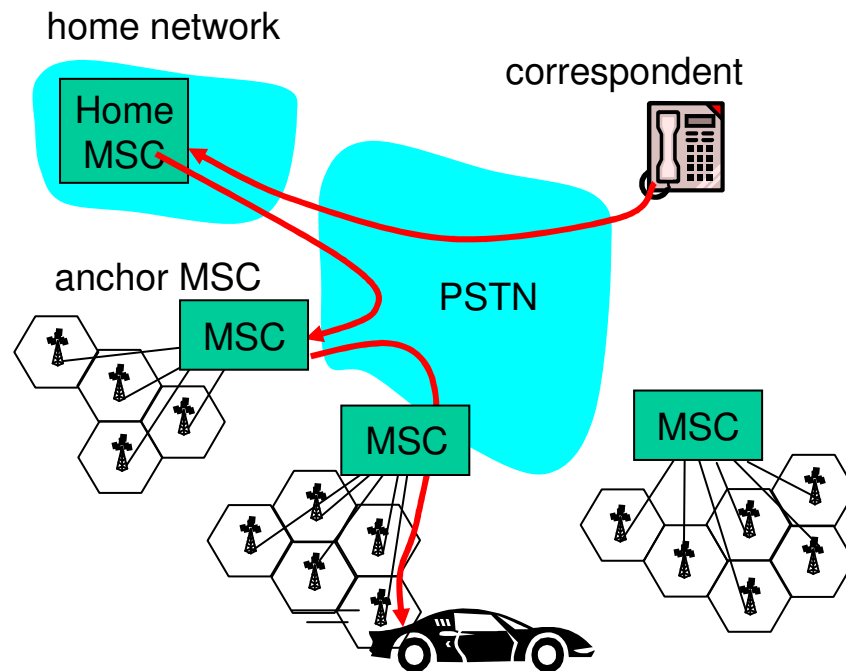 home network
correspondent
Home
MSC
anchor MSC
PSTN
MSC
MSC
MSC